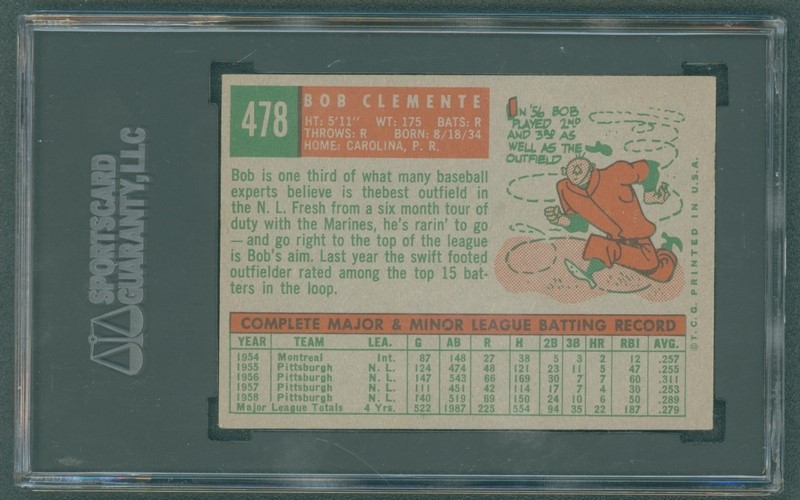 SPORTSCARD
GUARANTY, LLC
478
BOB CLEMENTE
HT: 5'11" WT: 175 BATS: R
THROWS: R BORN: 8/18/34
HOME: CAROLINA, P. R.
Bob is one third of what many baseball
experts believe is thebest outfield in
the N. L. Fresh from a six month tour of
duty with the Marines, he's rarin' to go
— and go right to the top of the league
is Bob's aim. Last year the swift footed
outfielder rated among the top 15 bat-
ters in the loop.
IN '56 BOB
PLAYED 2ND
AND 3RD AS
WELL AS THE
OUTFIELD
©T.C.G. PRINTED IN U.S.A.
COMPLETE MAJOR & MINOR LEAGUE BATTING RECORD
YEAR TEAM LEA. G AB R H 2B 3B HR RBI AVG.
1954 Montreal Int. 87 148 27 38 5 3 2 12 .257
1955 Pittsburgh N. L. 124 474 48 121 23 11 5 47 .255
1956 Pittsburgh N. L. 147 543 66 169 30 7 7 60 .311
1957 Pittsburgh N. L. 111 451 42 114 17 7 4 30 .253
1958 Pittsburgh N. L. 140 519 69 150 24 10 6 50 .289
Major League Totals 4 Yrs. 522 1987 225 554 94 35 22 187 .279